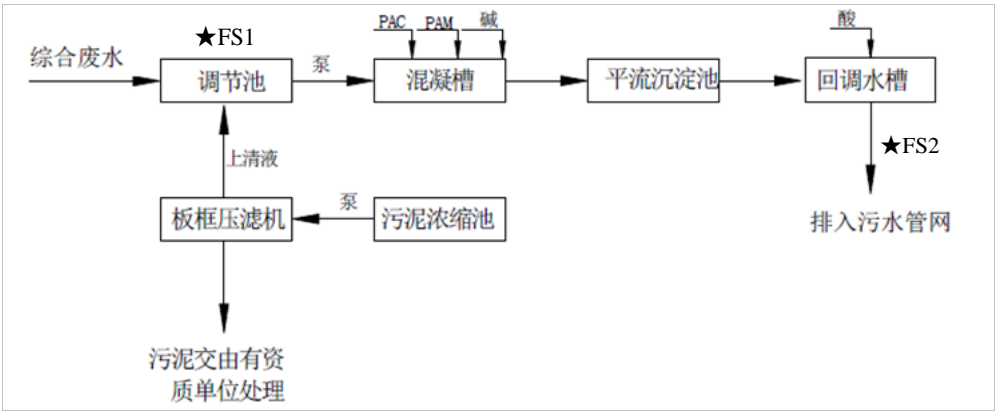 ★FS1
PAC
PAM
碱
酸
综合废水
泵
调节池
混凝槽
平流沉淀池
回调水槽
★FS2
上清液
泵
板框压滤机
污泥浓缩池
排入污水管网
污泥交由有资
质单位处理